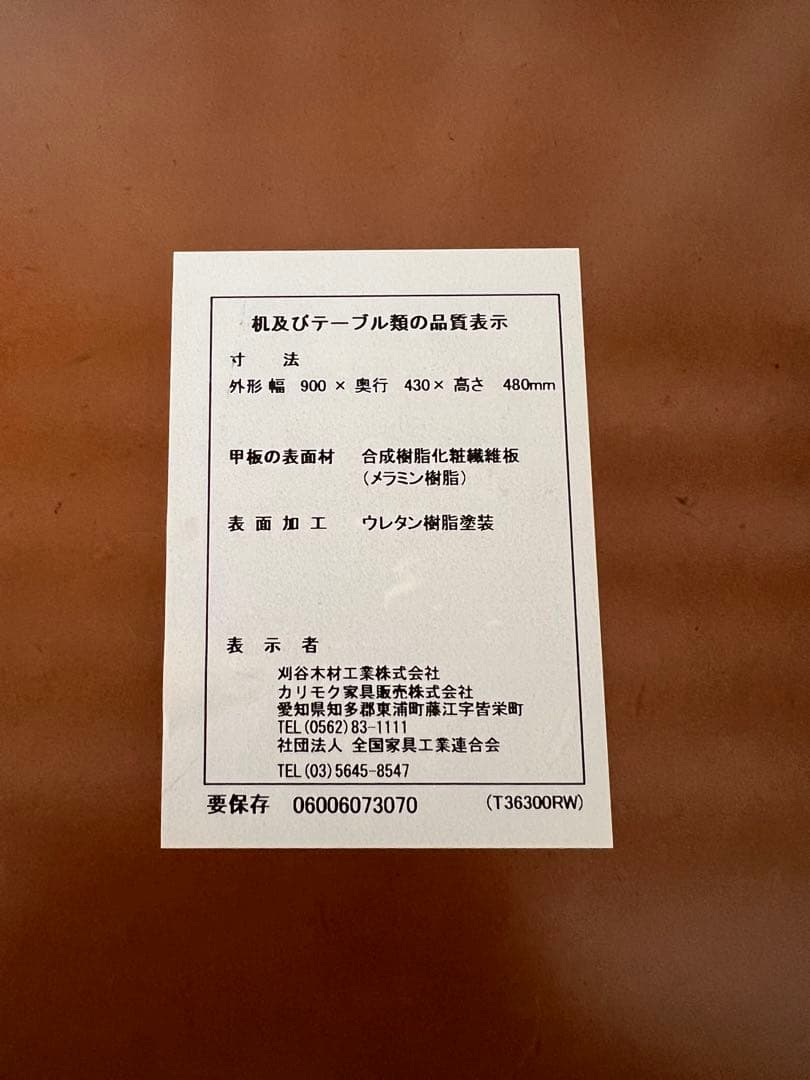 机及びテーブル類の品質表示
寸 法
外形 幅 900 × 奥行 430× 高さ 480mm
甲板の表面材 合成樹脂化粧繊維板
（メラミン樹脂）
表 面 加 工 ウレタン樹脂塗装
表 示 者
刈谷木材工業株式会社
カリモク家具販売株式会社
愛知県知多郡東浦町藤江字皆栄町
TEL(0562)83-1111
社団法人 全国家具工業連合会
TEL(03)5645-8547
要保存 06006073070 (T36300RW)